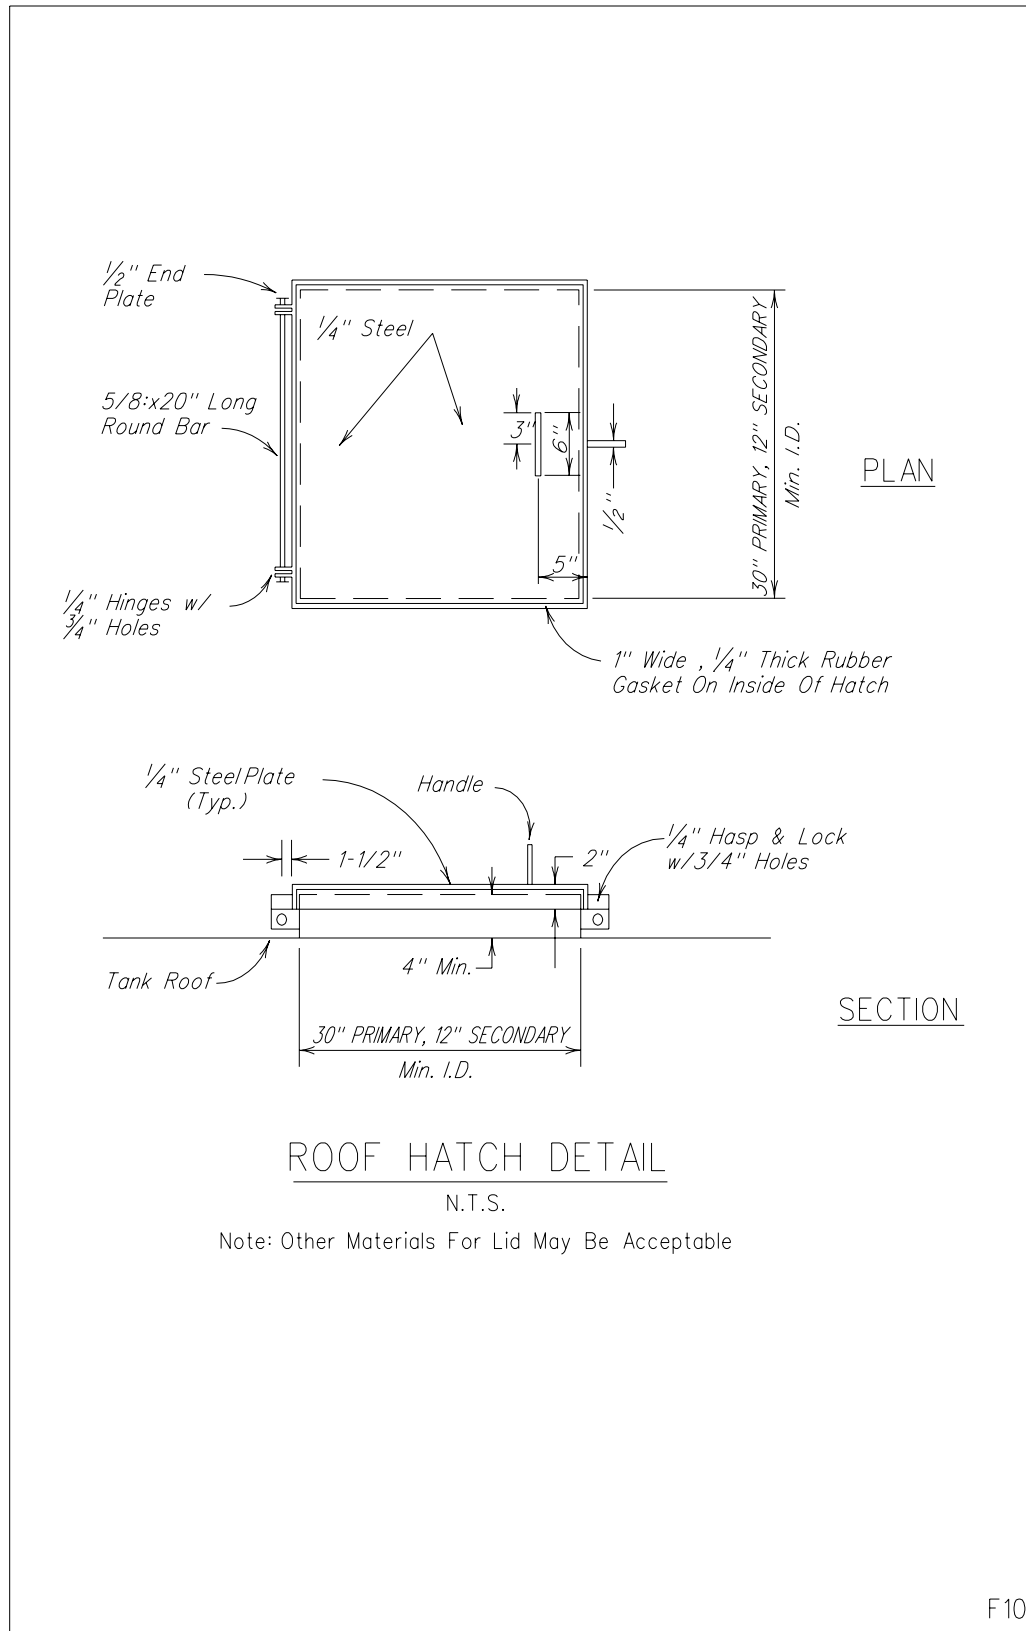 1/2" End
Plate
1/4" Steel
5/8:x20" Long
Round Bar
3"
6"
1/2"
5"
30" PRIMARY, 12" SECONDARY
Min. I.D.
PLAN
1/4" Hinges w/
3/4" Holes
1" Wide , 1/4" Thick Rubber
Gasket On Inside Of Hatch
1/4" Steel Plate
(Typ.)
Handle
1/4" Hasp & Lock
w/3/4" Holes
1-1/2"
2"
4" Min.
Tank Roof
SECTION
30" PRIMARY, 12" SECONDARY
Min. I.D.
ROOF HATCH DETAIL
N.T.S.
Note: Other Materials For Lid May Be Acceptable
F10